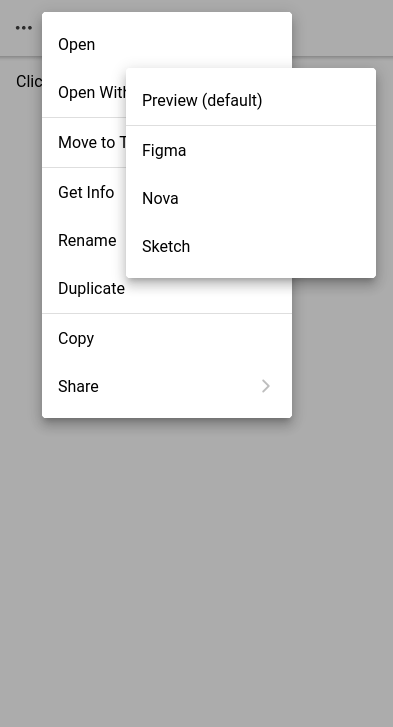 Open
Open With
Preview (default)
Figma
Nova
Sketch
Move to T
Get Info
Rename
Duplicate
Copy
Share
Clic